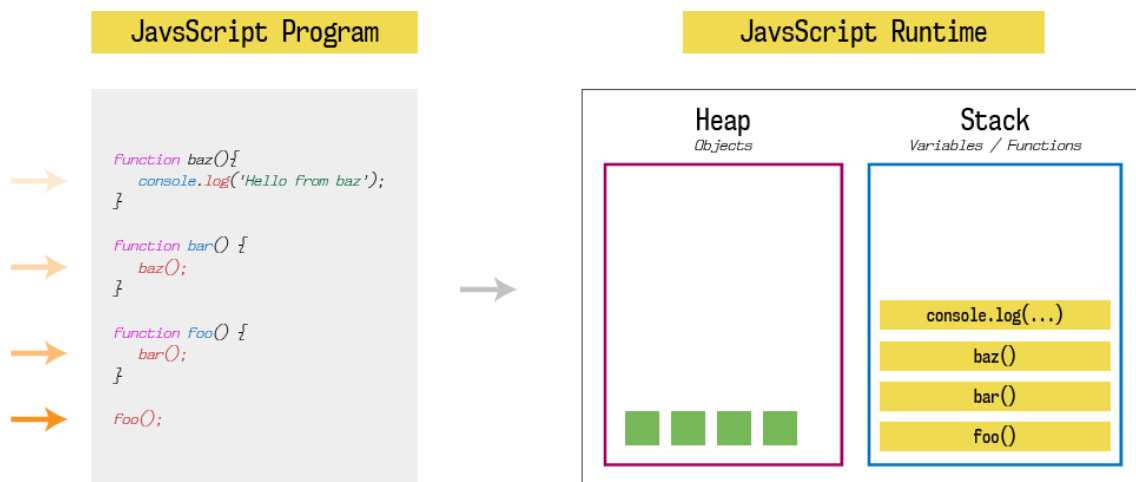 JavsScript Program
function baz(){
console.log('Hello from baz');
}
function bar() {
baz();
}
function foo() {
bar();
}
foo();
JavsScript Runtime
Heap
Objects
Stack
Variables / Functions
console.log(...)
baz()
bar()
foo()